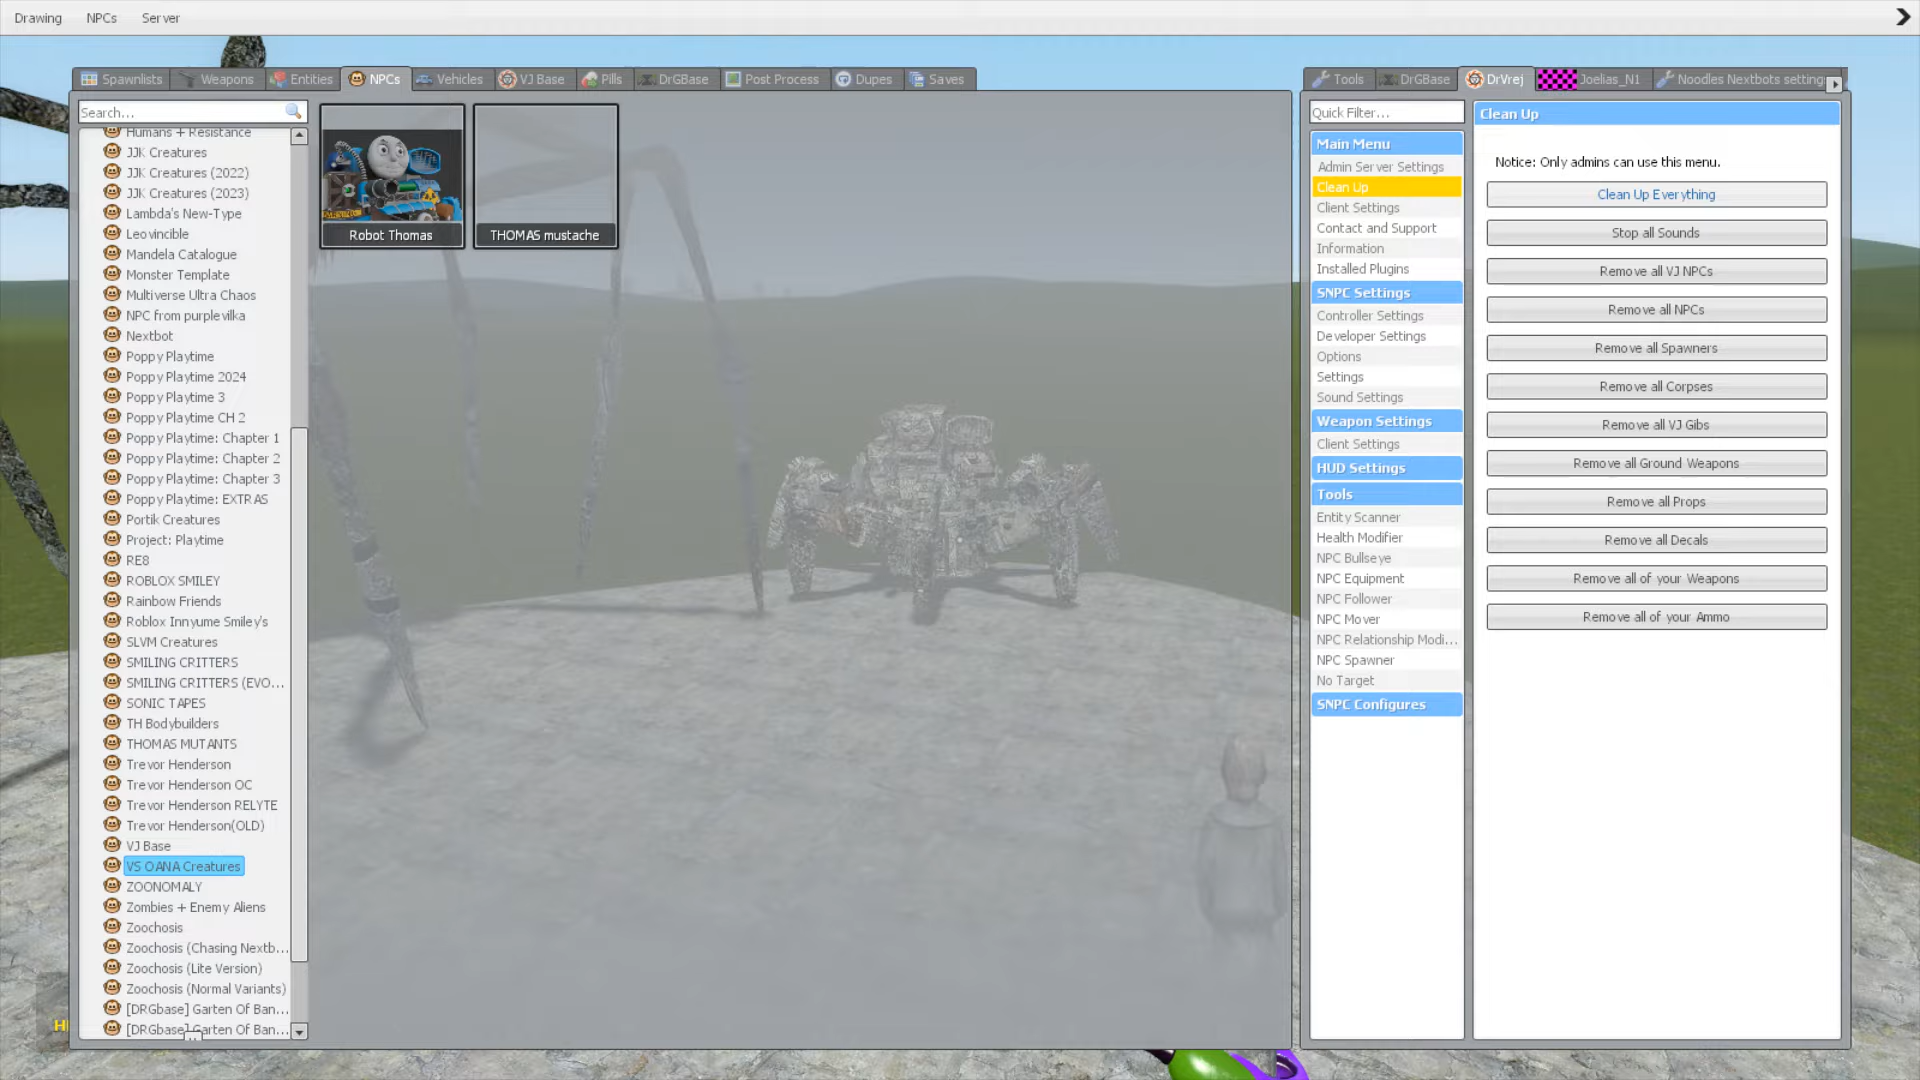 Drawing NPCs Server
Spawnlists Weapons Entities NPCs Vehicles VJ Base Pills DrGBase Post Process Dupes Saves
Search...
Humans + Resistance
JJK Creatures
JJK Creatures (2022)
JJK Creatures (2023)
Lambda's New-Type
Leovincible
Mandela Catalogue
Monster Template
Multiverse Ultra Chaos
NPC from purplevilka
Nextbot
Poppy Playtime
Poppy Playtime 2024
Poppy Playtime 3
Poppy Playtime CH 2
Poppy Playtime: Chapter 1
Poppy Playtime: Chapter 2
Poppy Playtime: Chapter 3
Poppy Playtime: EXTRAS
Portik Creatures
Project: Playtime
RE8
ROBLOX SMILEY
Rainbow Friends
Roblox Innyume Smiley's
SLVM Creatures
SMILING CRITTERS
SMILING CRITTERS (EVO...
SONIC TAPES
TH Bodybuilders
THOMAS MUTANTS
Trevor Henderson
Trevor Henderson OC
Trevor Henderson RELYTE
Trevor Henderson(OLD)
VJ Base
VS OANA Creatures
ZOONOMALY
Zombies + Enemy Aliens
Zoochosis
Zoochosis (Chasing Nextb...
Zoochosis (Lite Version)
Zoochosis (Normal Variants)
[DRGbase] Garten Of Ban...
[DRGbase] Garten Of Ban...
Robot Thomas
THOMAS mustache
Tools DrGBase DrVrej Joelias_N1 Noodles Nextbots setting
Quick Filter...
Main Menu
Admin Server Settings
Clean Up
Client Settings
Contact and Support
Information
Installed Plugins
SNPC Settings
Controller Settings
Developer Settings
Options
Settings
Sound Settings
Weapon Settings
Client Settings
HUD Settings
Tools
Entity Scanner
Health Modifier
NPC Bullseye
NPC Equipment
NPC Follower
NPC Mover
NPC Relationship Modi...
NPC Spawner
No Target
SNPC Configures
Clean Up
Notice: Only admins can use this menu.
Clean Up Everything
Stop all Sounds
Remove all VJ NPCs
Remove all NPCs
Remove all Spawners
Remove all Corpses
Remove all VJ Gibs
Remove all Ground Weapons
Remove all Props
Remove all Decals
Remove all of your Weapons
Remove all of your Ammo